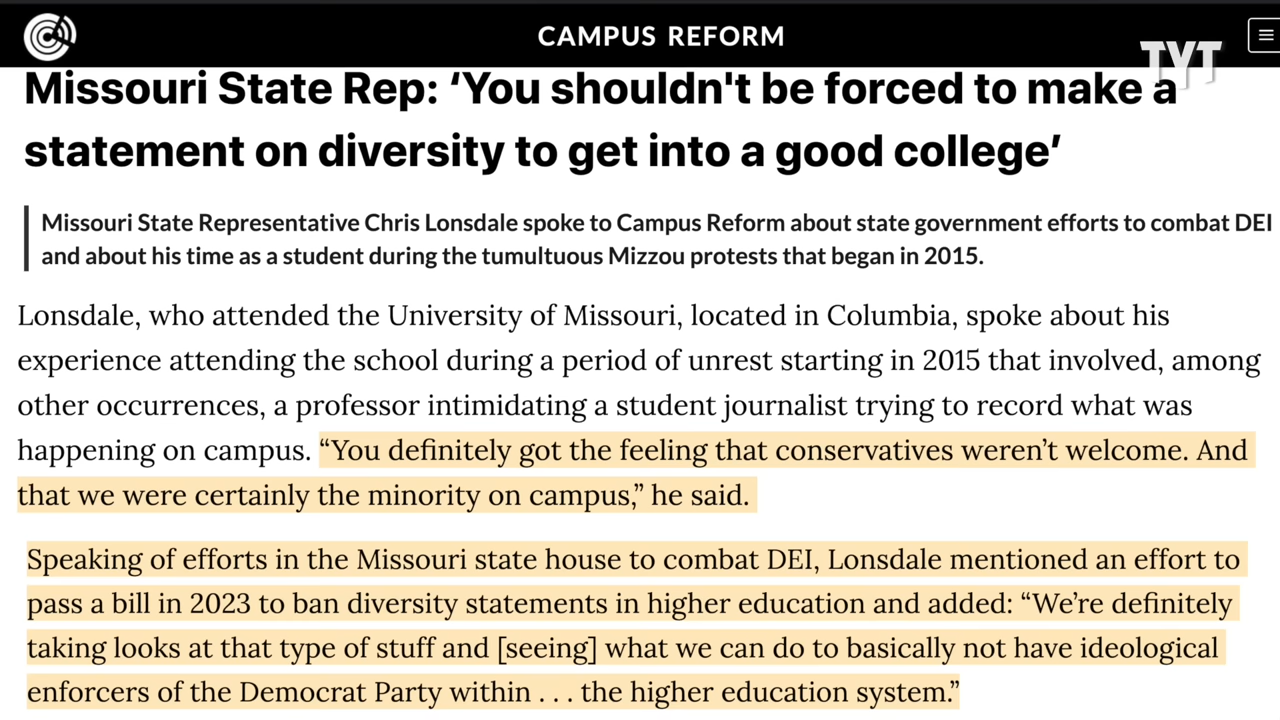 CAMPUS REFORM
TYT
Missouri State Rep: ‘You shouldn't be forced to make a
statement on diversity to get into a good college’
Missouri State Representative Chris Lonsdale spoke to Campus Reform about state government efforts to combat DEI
and about his time as a student during the tumultuous Mizzou protests that began in 2015.
Lonsdale, who attended the University of Missouri, located in Columbia, spoke about his
experience attending the school during a period of unrest starting in 2015 that involved, among
other occurrences, a professor intimidating a student journalist trying to record what was
happening on campus. “You definitely got the feeling that conservatives weren’t welcome. And
that we were certainly the minority on campus,” he said.
Speaking of efforts in the Missouri state house to combat DEI, Lonsdale mentioned an effort to
pass a bill in 2023 to ban diversity statements in higher education and added: “We’re definitely
taking looks at that type of stuff and [seeing] what we can do to basically not have ideological
enforcers of the Democrat Party within . . . the higher education system.”